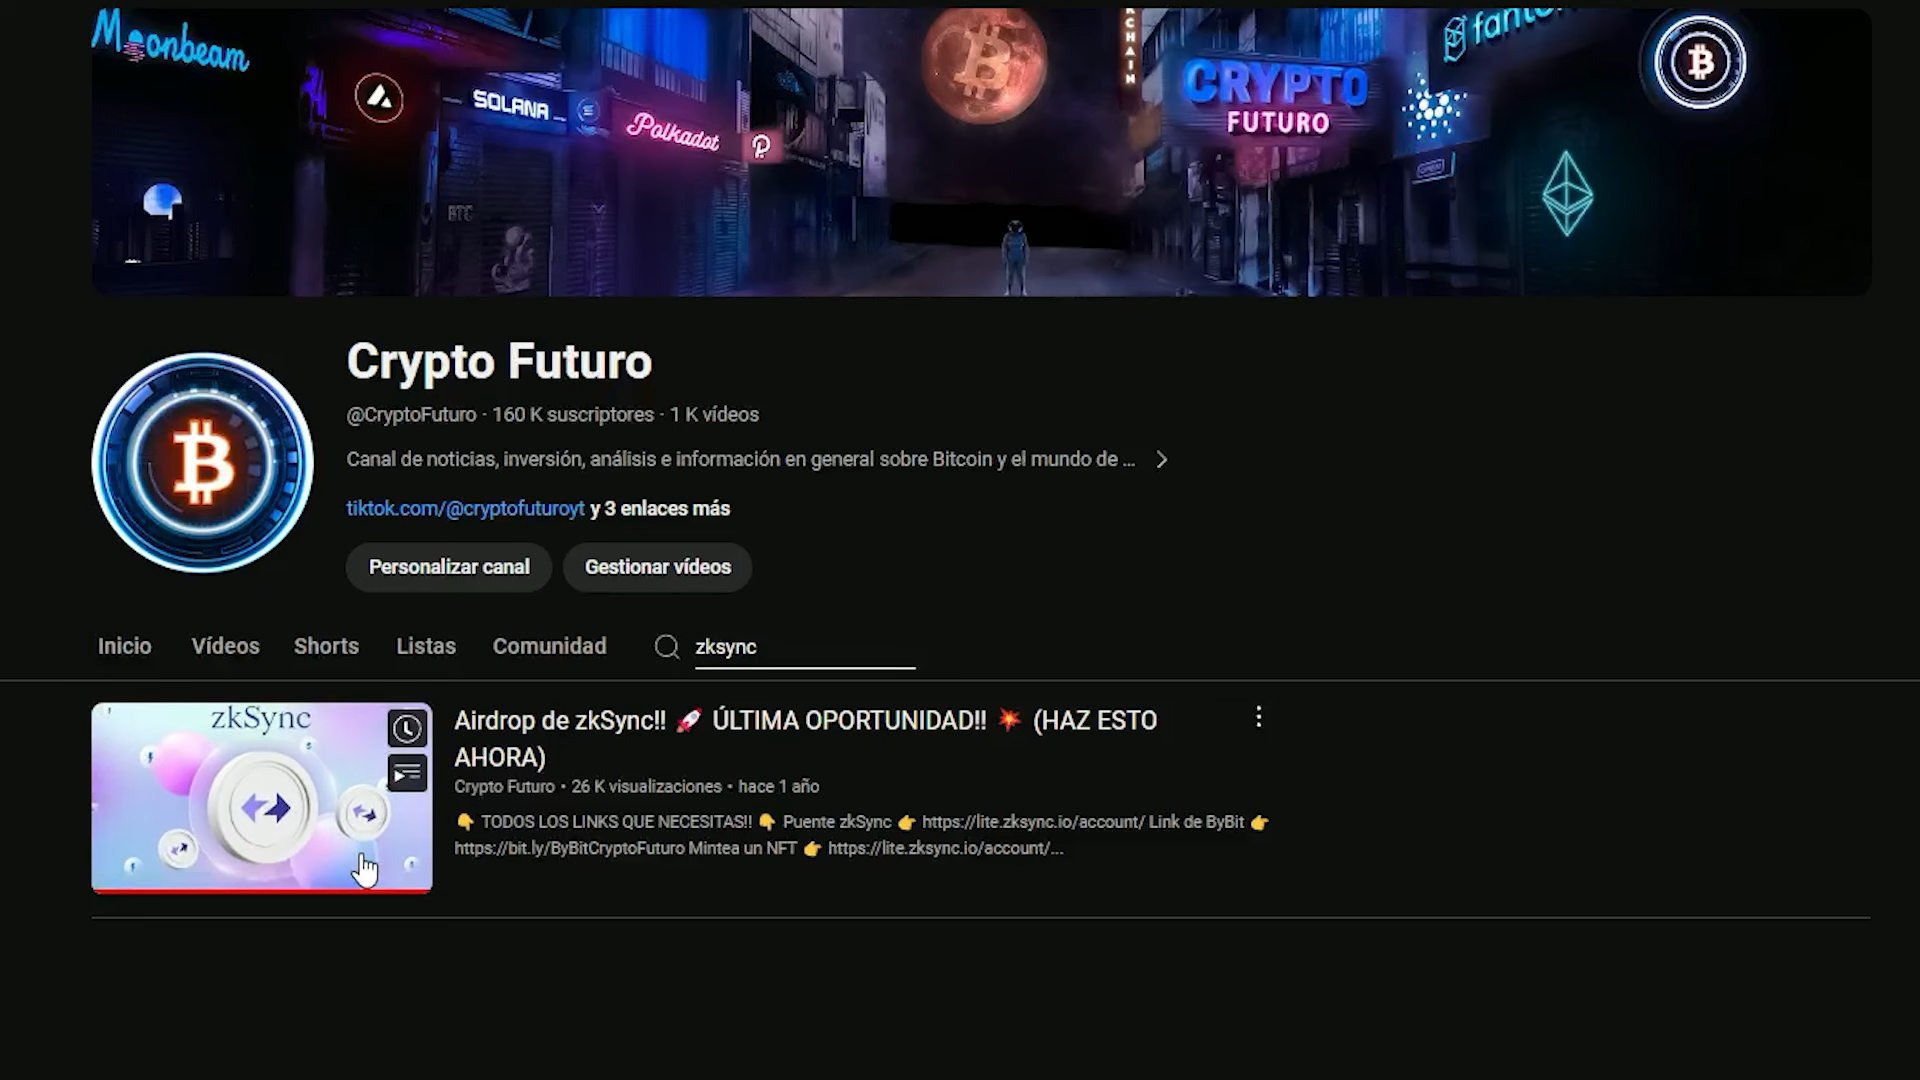 Moonbeam
SOLANA
Polkadot
BTC
RCHAIN
CRYPTO
FUTURO
Crypto Futuro
@CryptoFuturo · 160 K suscriptores · 1 K vídeos
Canal de noticias, inversión, análisis e información en general sobre Bitcoin y el mundo de ...
tiktok.com/@cryptofuturoyt y 3 enlaces más
Personalizar canal
Gestionar vídeos
Inicio
Vídeos
Shorts
Listas
Comunidad
zksync
zkSync
Airdrop de zkSync!! 🚀 ÚLTIMA OPORTUNIDAD!! 💥 (HAZ ESTO
AHORA)
Crypto Futuro • 26 K visualizaciones • hace 1 año
👇 TODOS LOS LINKS QUE NECESITAS!! 👇 Puente zkSync 👉 https://lite.zksync.io/account/ Link de ByBit 👉
https://bit.ly/ByBitCryptoFuturo Mintea un NFT 👉 https://lite.zksync.io/account/...